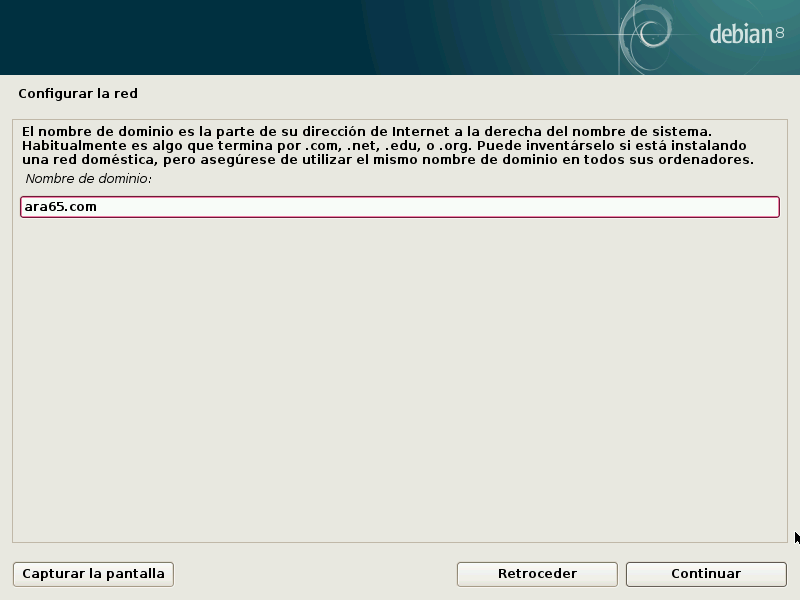 debian 8
Configurar la red
El nombre de dominio es la parte de su dirección de Internet a la derecha del nombre de sistema.
Habitualmente es algo que termina por .com, .net, .edu, o .org. Puede inventárselo si está instalando
una red doméstica, pero asegúrese de utilizar el mismo nombre de dominio en todos sus ordenadores.
Nombre de dominio:
ara65.com
Capturar la pantalla
Retroceder
Continuar